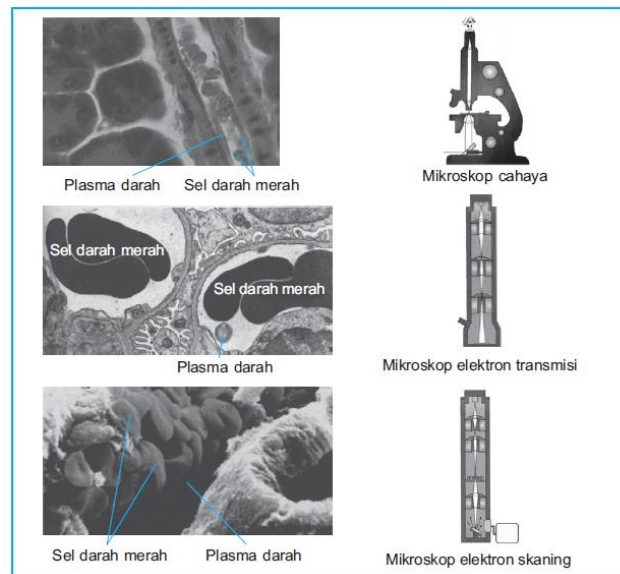 Plasma darah Sel darah merah
Mikroskop cahaya
Sel darah merah
Sel darah merah
Plasma darah
Mikroskop elektron transmisi
Sel darah merah Plasma darah
Mikroskop elektron skaning